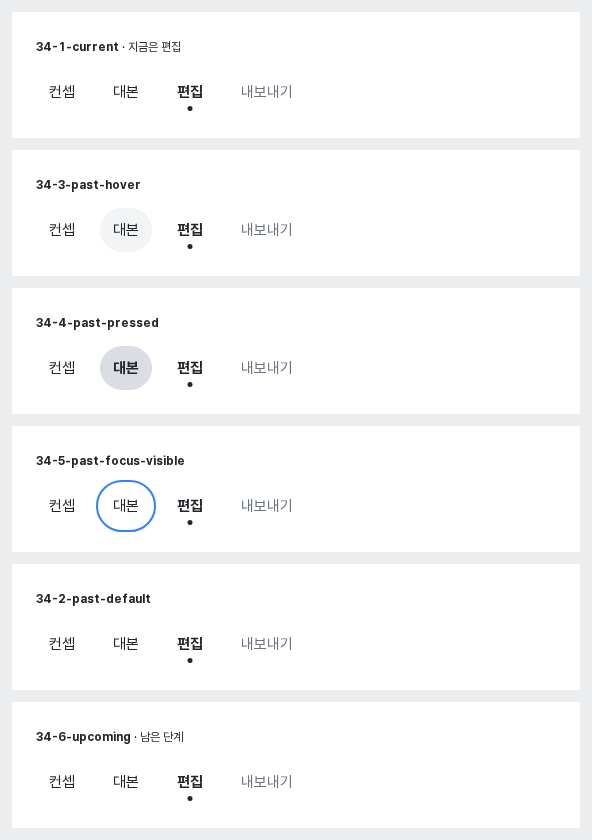 34-1-current · 지금은 편집
컨셉 대본 편집 내보내기
34-3-past-hover
컨셉 대본 편집 내보내기
34-4-past-pressed
컨셉 대본 편집 내보내기
34-5-past-focus-visible
컨셉 대본 편집 내보내기
34-2-past-default
컨셉 대본 편집 내보내기
34-6-upcoming · 남은 단계
컨셉 대본 편집 내보내기